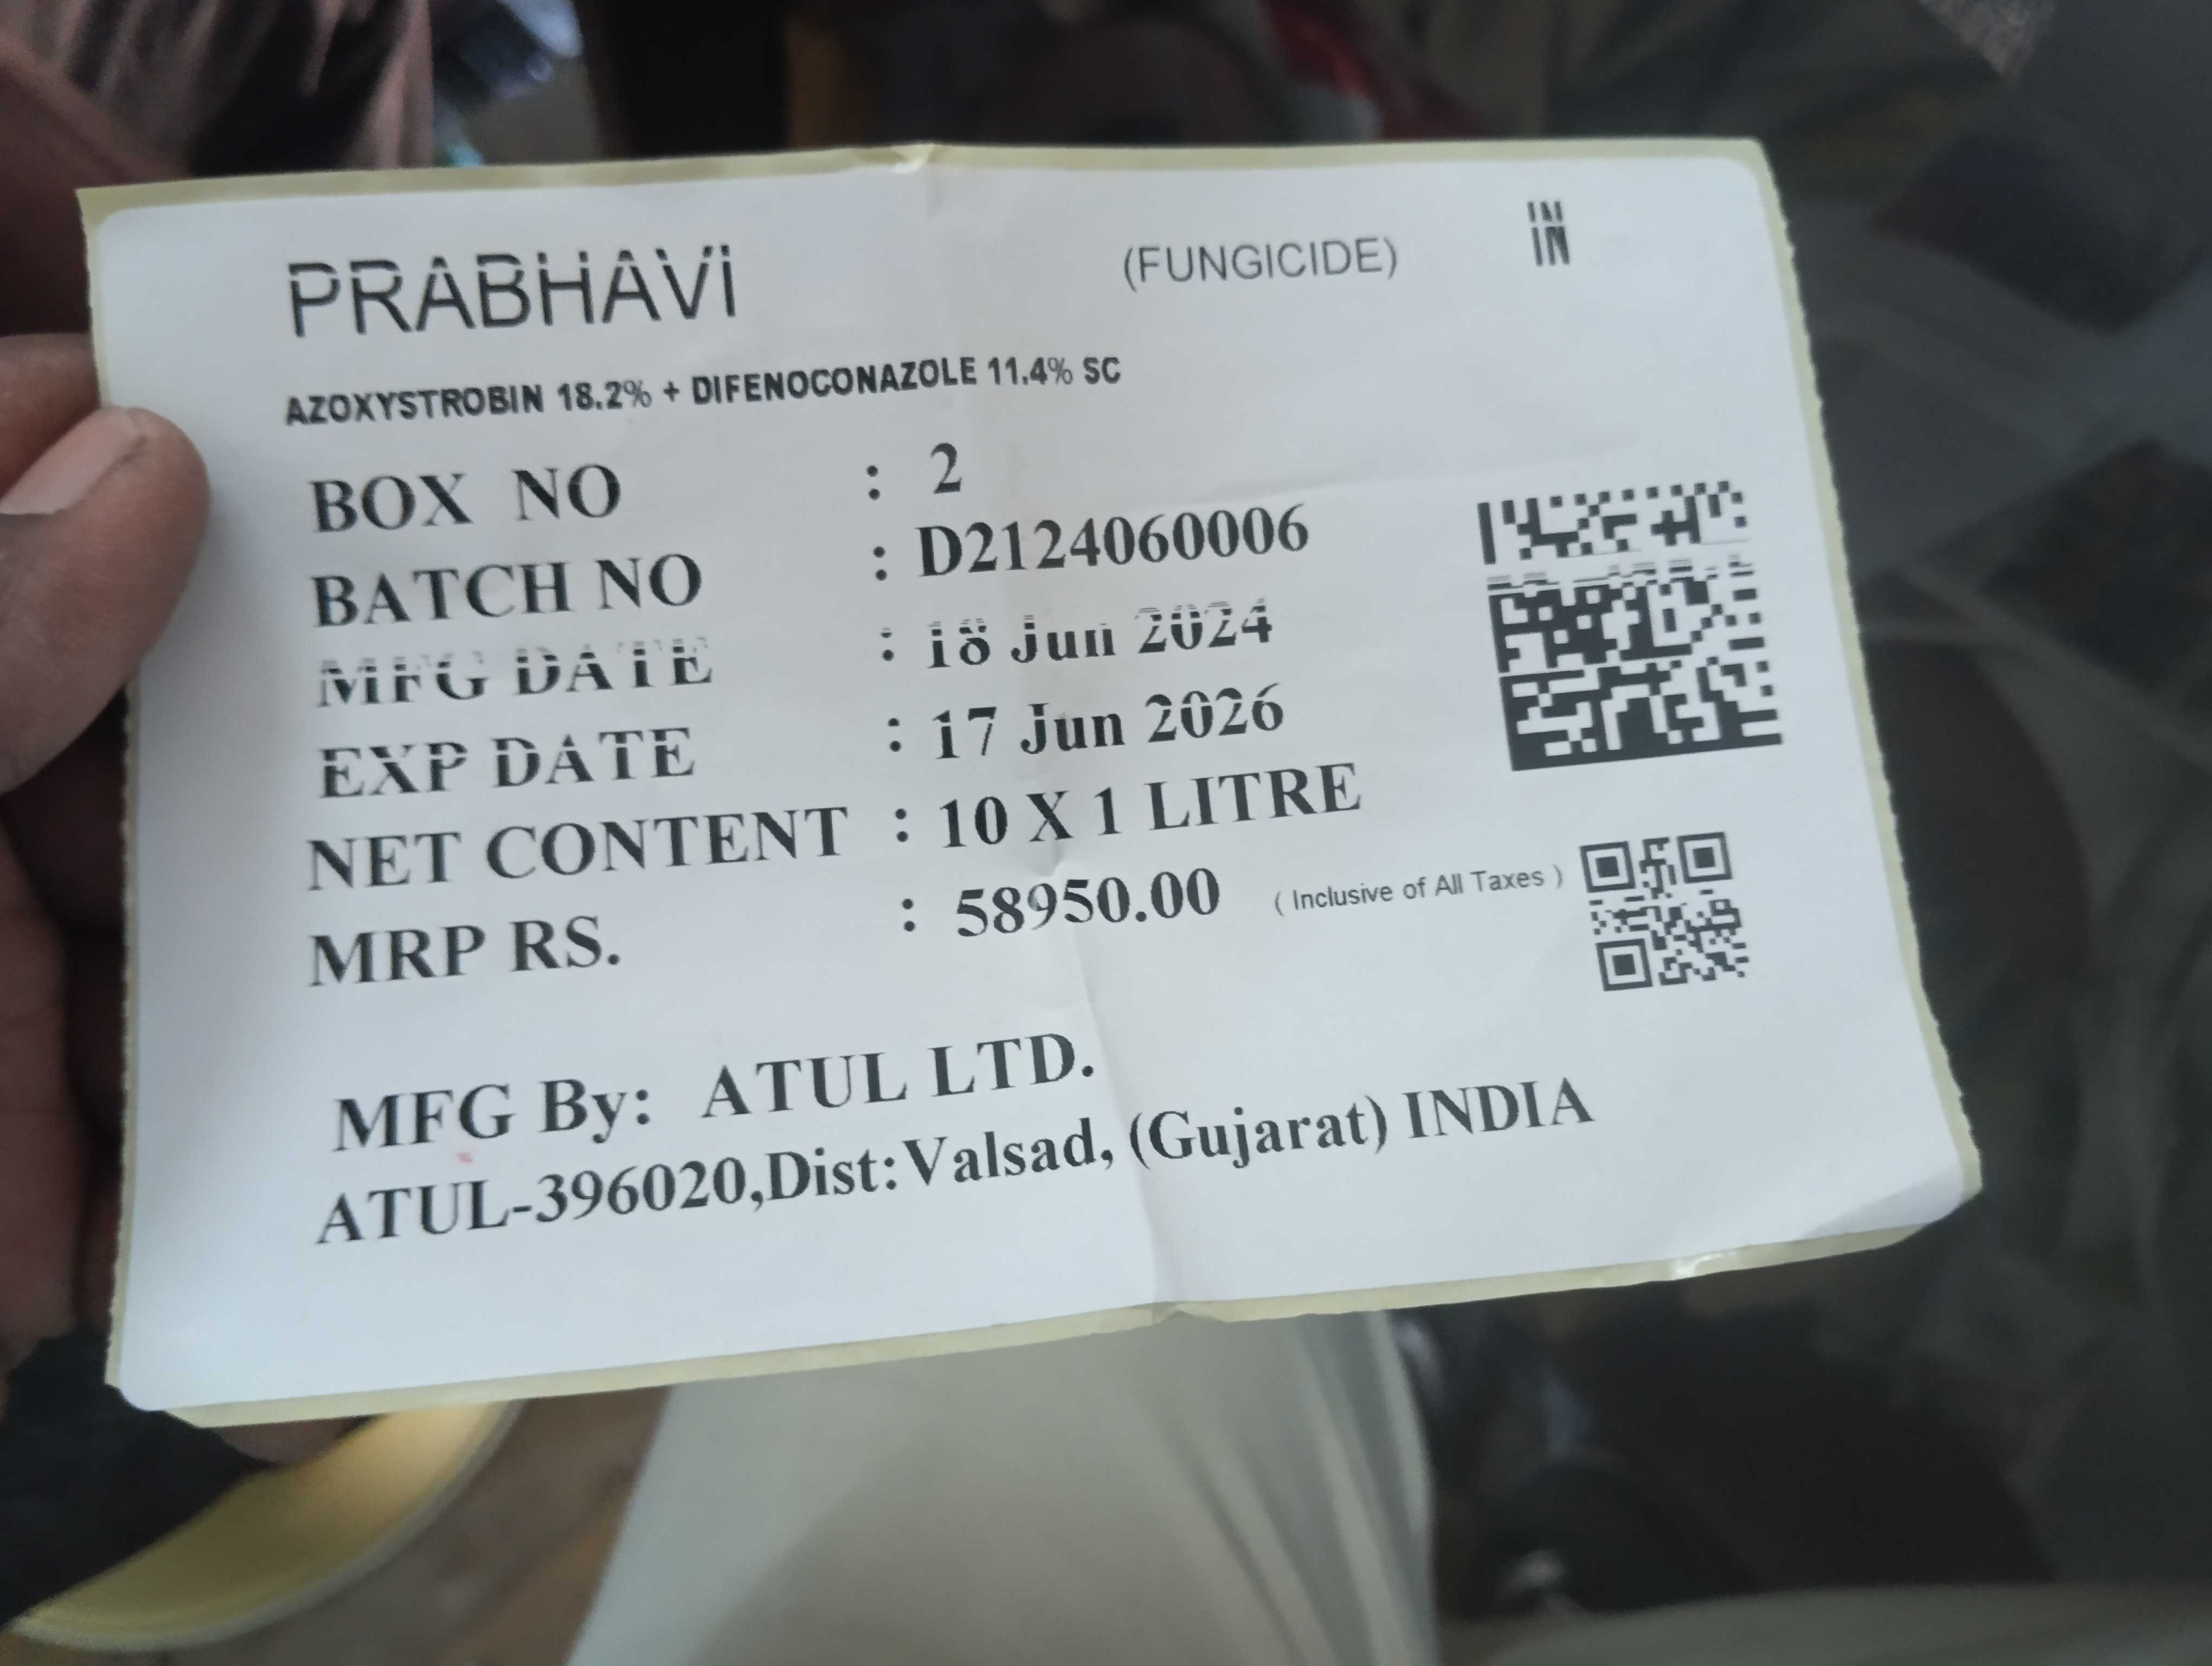 PRABHAVI (FUNGICIDE) IN
AZOXYSTROBIN 18.2% + DIFENOCONAZOLE 11.4% SC
BOX NO : 2
BATCH NO : D2124060006
MFG DATE : 18 Jun 2024
EXP DATE : 17 Jun 2026
NET CONTENT : 10 X 1 LITRE
MRP RS. : 58950.00 ( Inclusive of All Taxes )
MFG By: ATUL LTD.
ATUL-396020,Dist:Valsad, (Gujarat) INDIA